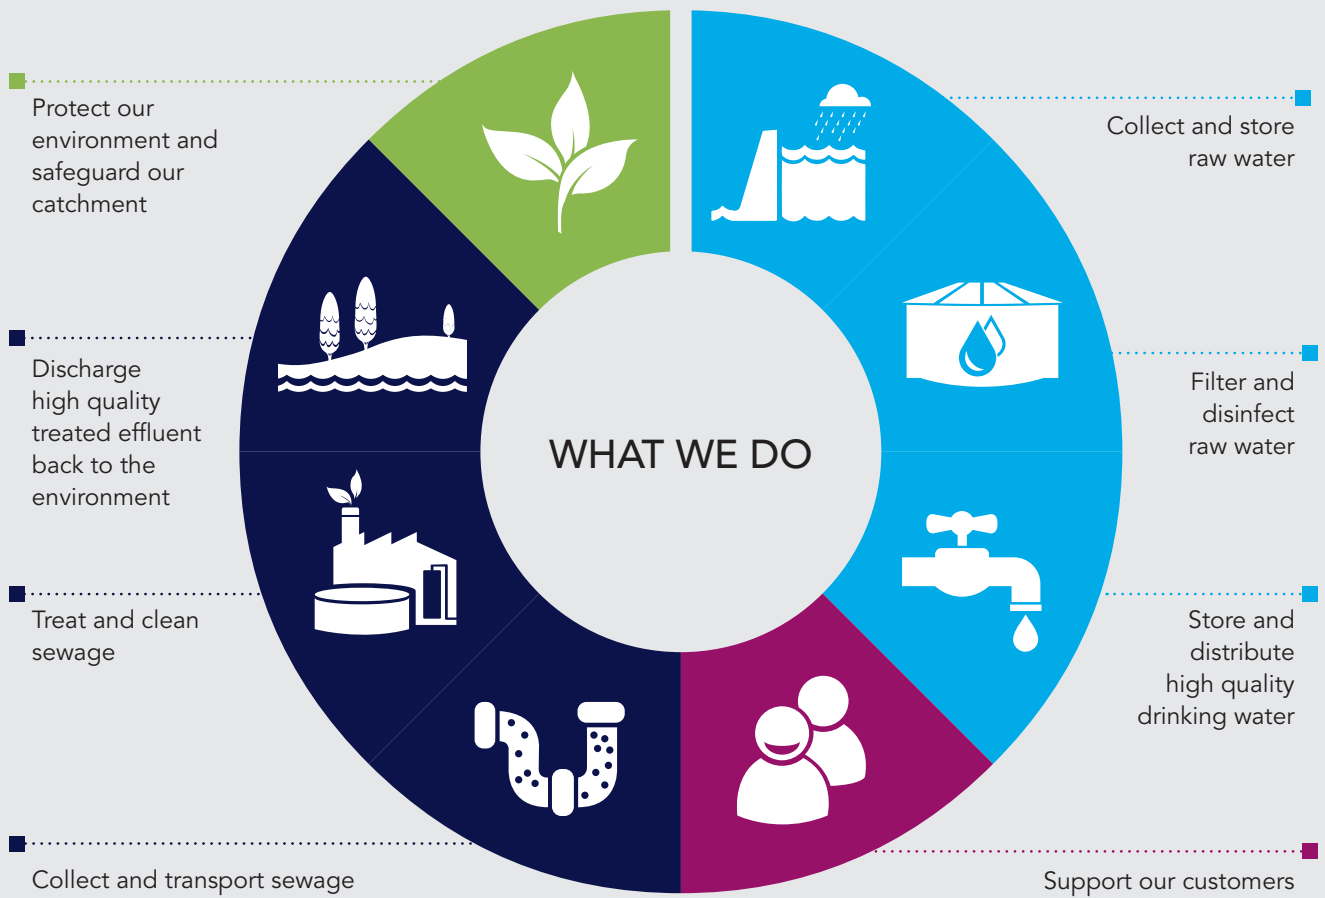 Protect our
environment and
safeguard our
catchment
Discharge
high quality
treated effluent
back to the
environment
Treat and clean
sewage
Collect and transport sewage
WHAT WE DO
Collect and store
raw water
Filter and
disinfect
raw water
Store and
distribute
high quality
drinking water
Support our customers